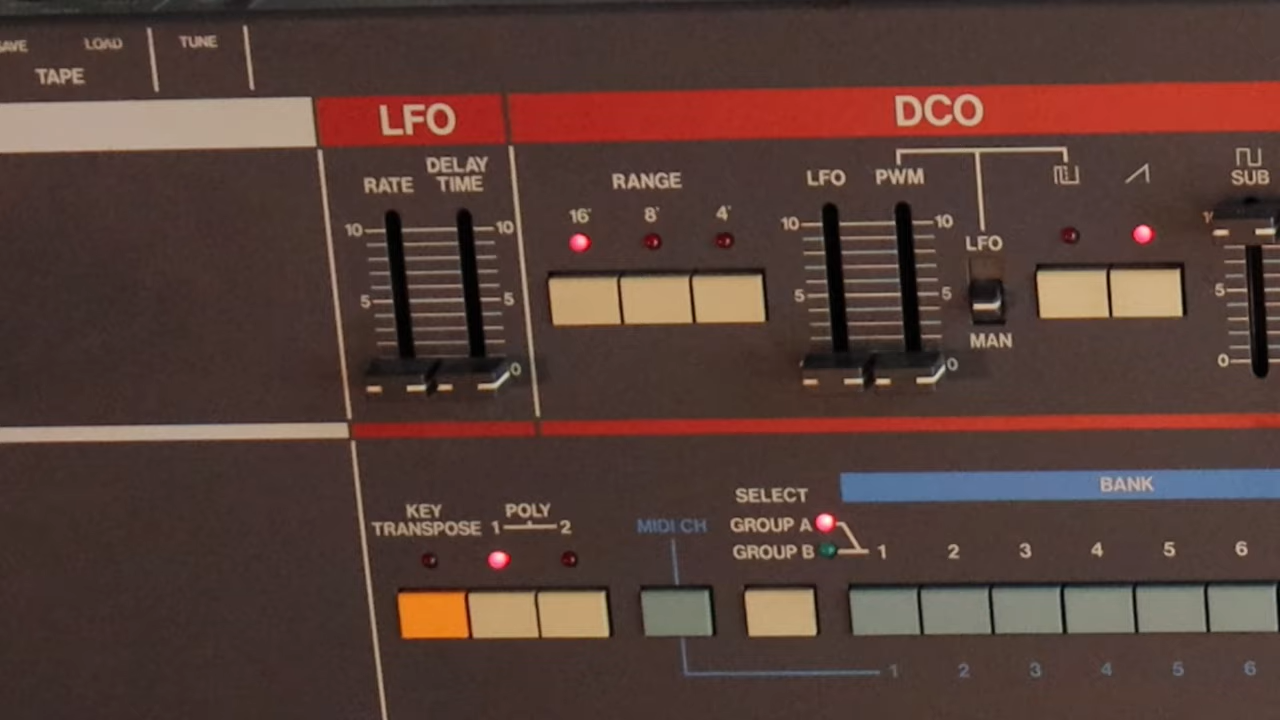 LOAD
TUNE
TAPE
LFO
DCO
RATE
DELAY
TIME
RANGE
LFO
PWM
SUB
16'
8'
4'
10
10
10
10
LFO
5
5
5
5
5
MAN
0
0
0
BANK
SELECT
KEY
TRANSPOSE
POLY
1
2
MIDI CH
GROUP A
GROUP B
1 2 3 4 5 6
1 2 3 4 5 6